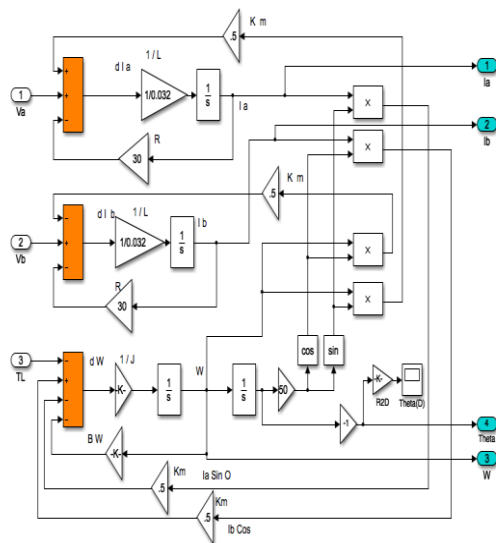 K m
.5
d I a
1 / L
1
Va
+
+
−
1/0.032
1
s
I a
1
Ia
×
2
Ib
×
R
30
K m
.5
d I b
1 / L
I b
2
Vb
−
+
−
1/0.032
1
s
×
R
30
×
cos
sin
3
TL
−
+
−
−
d W
1 / J
-K-
1
s
W
1
s
50
-K-
R2D
Theta(D)
-1
4
Theta
B W
-K-
3
W
Km
.5
Ia Sin O
Km
.5
Ib Cos